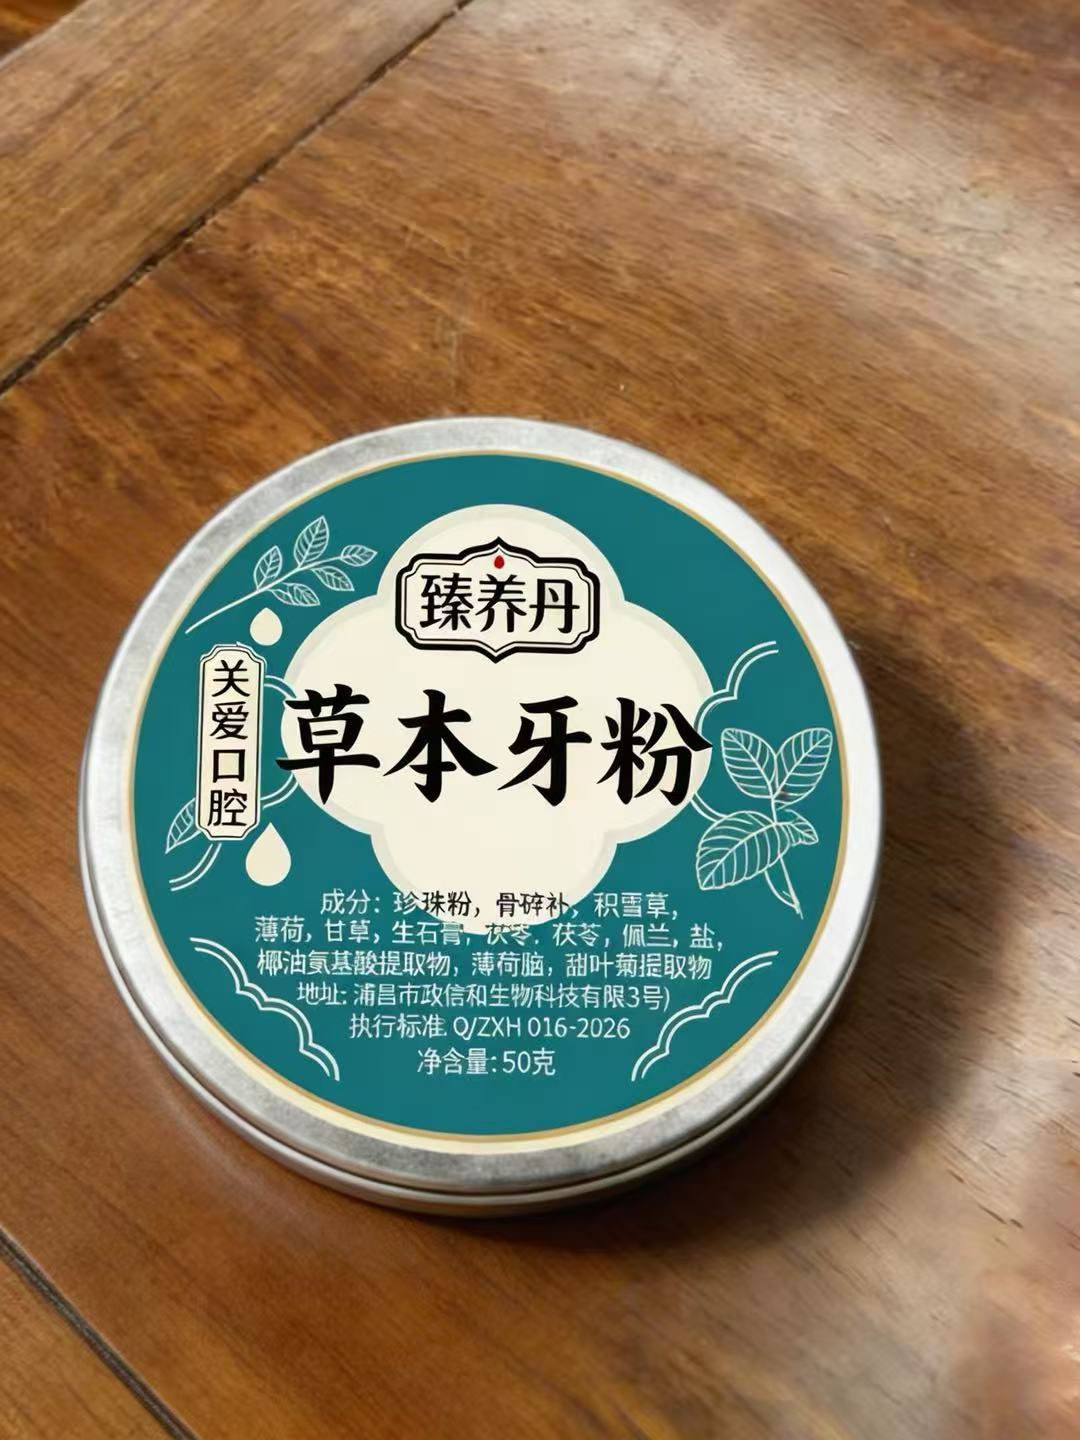 臻养丹
草本牙粉
关爱口腔
成分：珍珠粉，骨碎补，积雪草，
薄荷，甘草，生石膏，茯苓．茯苓，佩兰，盐，
椰油氨基酸提取物，薄荷脑，甜叶菊提取物
地址：浦昌市政信和生物科技有限3号)
执行标准．Q/ZXH 016-2026
净含量：50克